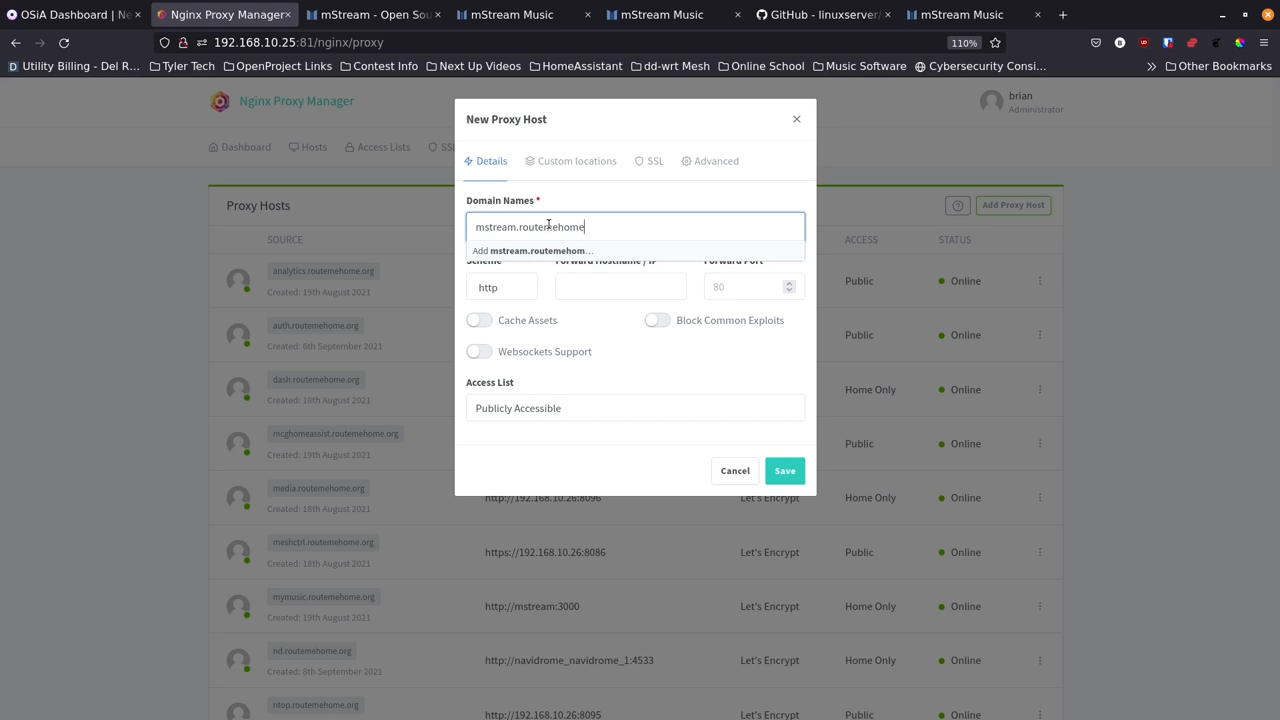 OSiA Dashboard | Ne
Nginx Proxy Manager
mStream - Open Sou
mStream Music
mStream Music
GitHub - linuxserver/
mStream Music
192.168.10.25:81/nginx/proxy
110%
Utility Billing - Del R...
Tyler Tech
OpenProject Links
Contest Info
Next Up Videos
HomeAssistant
dd-wrt Mesh
Online School
Music Software
Cybersecurity Consi...
Other Bookmarks
Nginx Proxy Manager
brian
Administrator
Dashboard
Hosts
Access Lists
SS
New Proxy Host
Details
Custom locations
SSL
Advanced
Domain Names *
mstream.routemehome
Add mstream.routemehom...
Scheme
Forward Hostname / IP
Forward Port
http
80
Cache Assets
Block Common Exploits
Websockets Support
Access List
Publicly Accessible
Cancel
Save
Proxy Hosts
Add Proxy Host
SOURCE
ACCESS
STATUS
analytics.routemehome.org
Created: 19th August 2021
Public
Online
auth.routemehome.org
Created: 6th September 2021
Public
Online
dash.routemehome.org
Created: 18th August 2021
Home Only
Online
mcghomeassist.routemehome.org
Created: 19th August 2021
Public
Online
media.routemehome.org
Created: 18th August 2021
http://192.168.10.26:8096
Let's Encrypt
Home Only
Online
meshctrl.routemehome.org
Created: 18th August 2021
https://192.168.10.26:8086
Let's Encrypt
Public
Online
mymusic.routemehome.org
Created: 19th August 2021
http://mstream:3000
Let's Encrypt
Home Only
Online
nd.routemehome.org
Created: 8th September 2021
http://navidrome_navidrome_1:4533
Let's Encrypt
Home Only
Online
ntop.routemehome.org
http://192.168.10.26:8095
Let's Encrypt
Public
Online